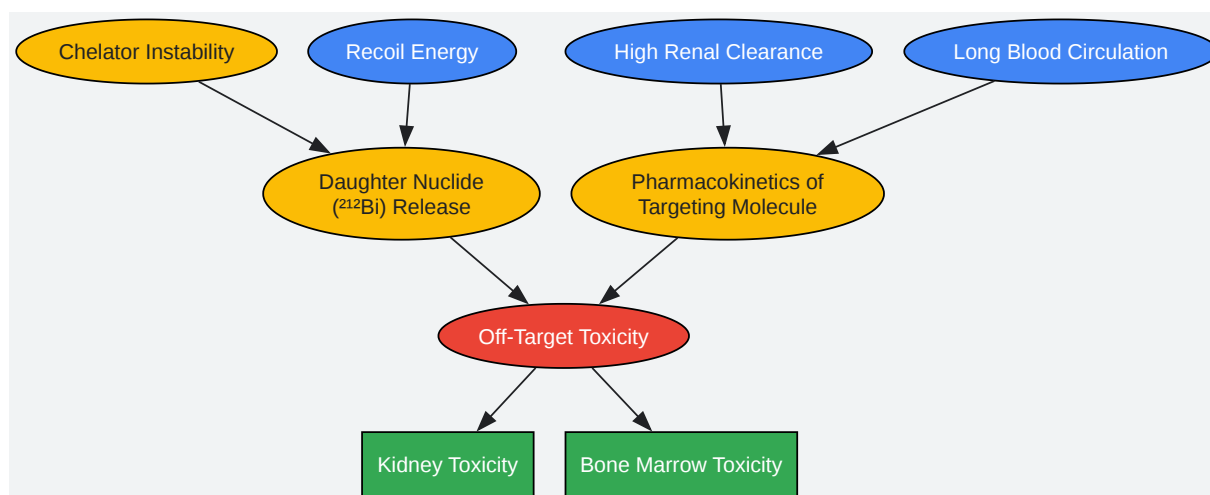 Chelator Instability
Recoil Energy
High Renal Clearance
Long Blood Circulation
Daughter Nuclide
(²¹²Bi) Release
Pharmacokinetics of
Targeting Molecule
Off-Target Toxicity
Kidney Toxicity
Bone Marrow Toxicity